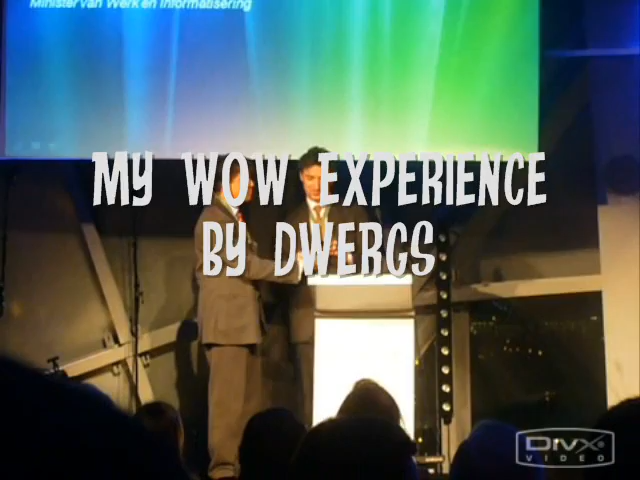 Minister van Werk en Informatisering
MY WOW EXPERIENCE
BY DWERGS
DIVX
VIDEO